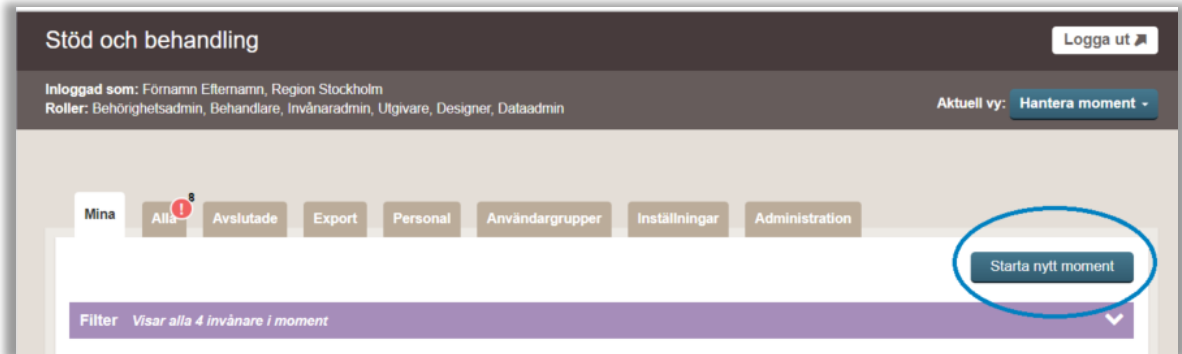 Stöd och behandling
Logga ut
Inloggad som: Förnamn Efternamn, Region Stockholm
Roller: Behörighetsadmin, Behandlare, Invånaradmin, Utgivare, Designer, Dataadmin
Aktuell vy: Hantera moment
Mina Alla ! 8 Avslutade Export Personal Användargrupper Inställningar Administration
Starta nytt moment
Filter Visar alla 4 invånare i moment